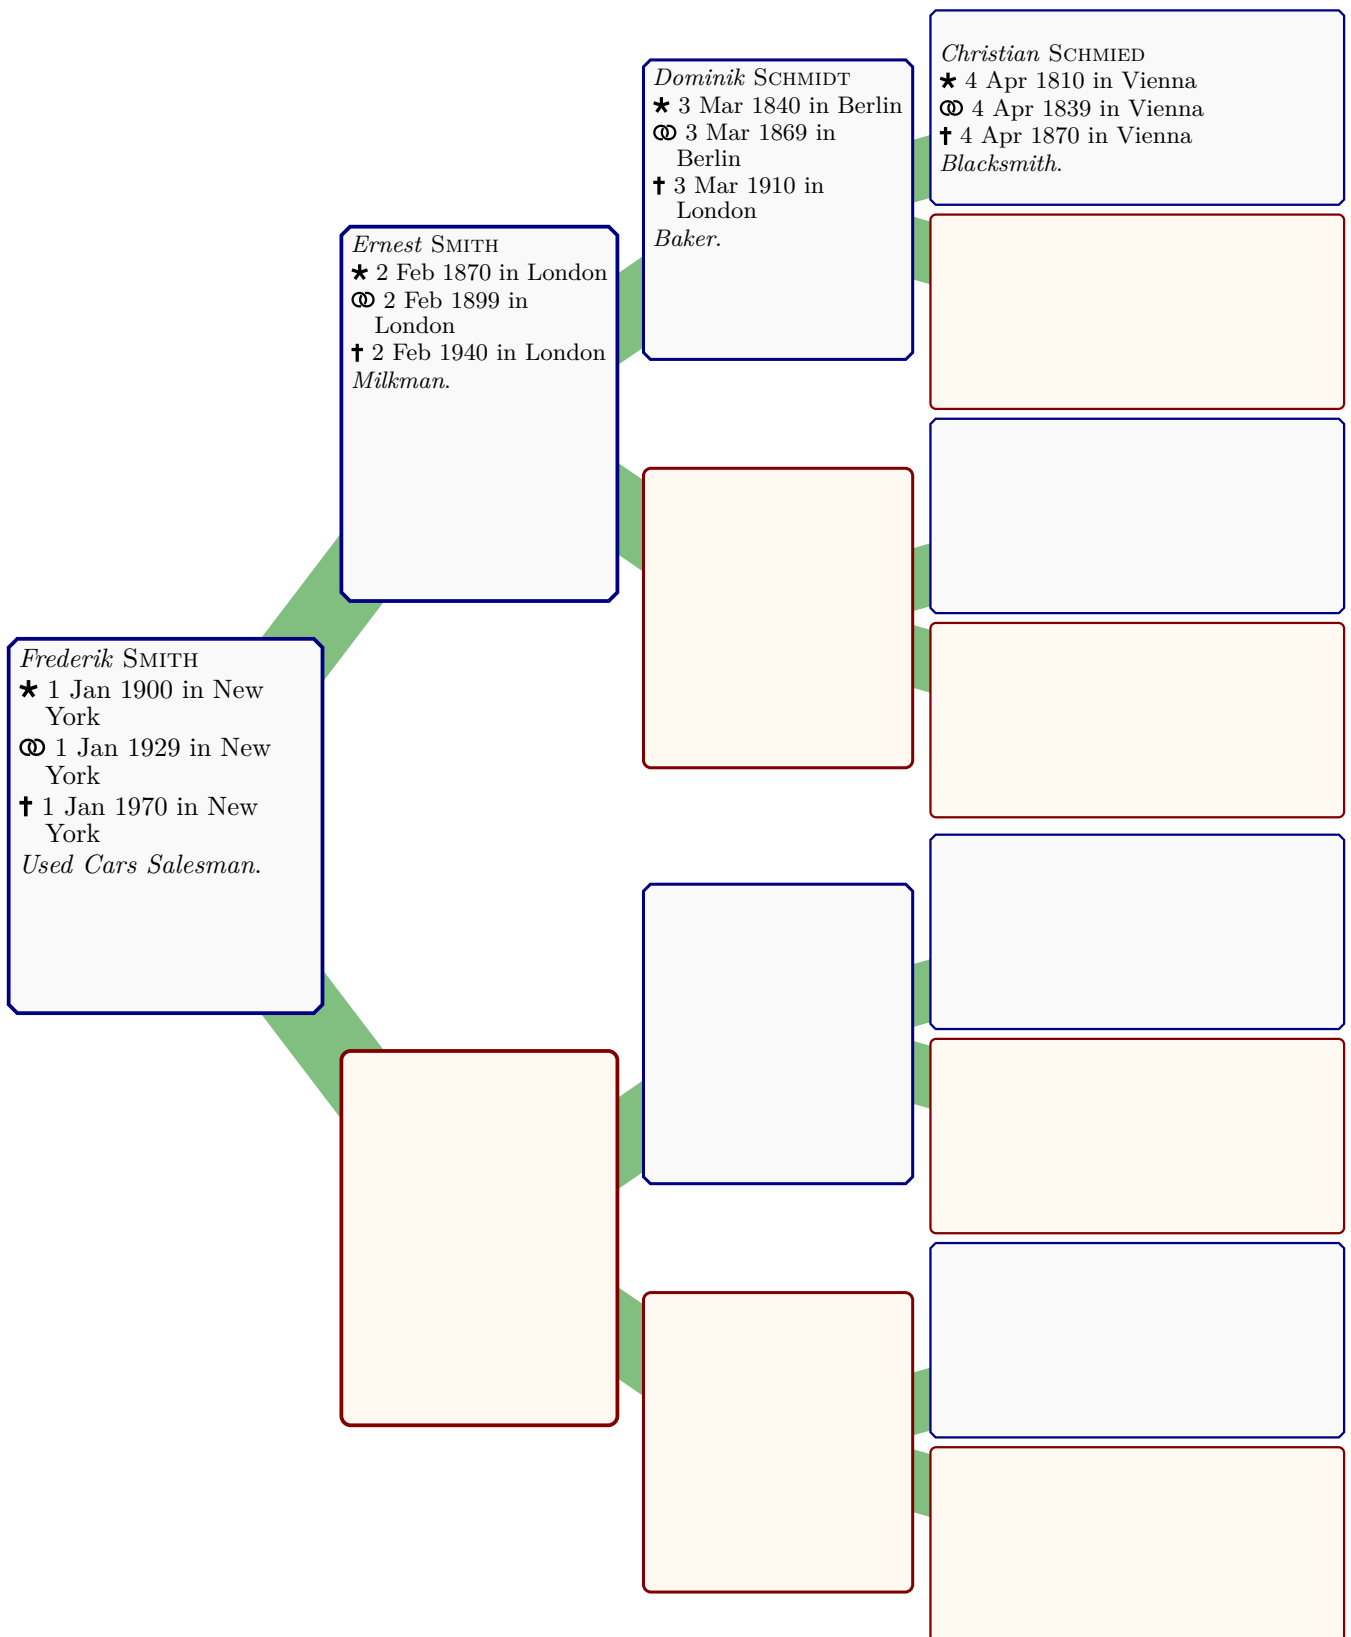 Christian SCHMIED
* 4 Apr 1810 in Vienna
⚭ 4 Apr 1839 in Vienna
† 4 Apr 1870 in Vienna
Blacksmith.
Dominik SCHMIDT
* 3 Mar 1840 in Berlin
⚭ 3 Mar 1869 in
Berlin
† 3 Mar 1910 in
London
Baker.
Ernest SMITH
* 2 Feb 1870 in London
⚭ 2 Feb 1899 in
London
† 2 Feb 1940 in London
Milkman.
Frederik SMITH
* 1 Jan 1900 in New
York
⚭ 1 Jan 1929 in New
York
† 1 Jan 1970 in New
York
Used Cars Salesman.